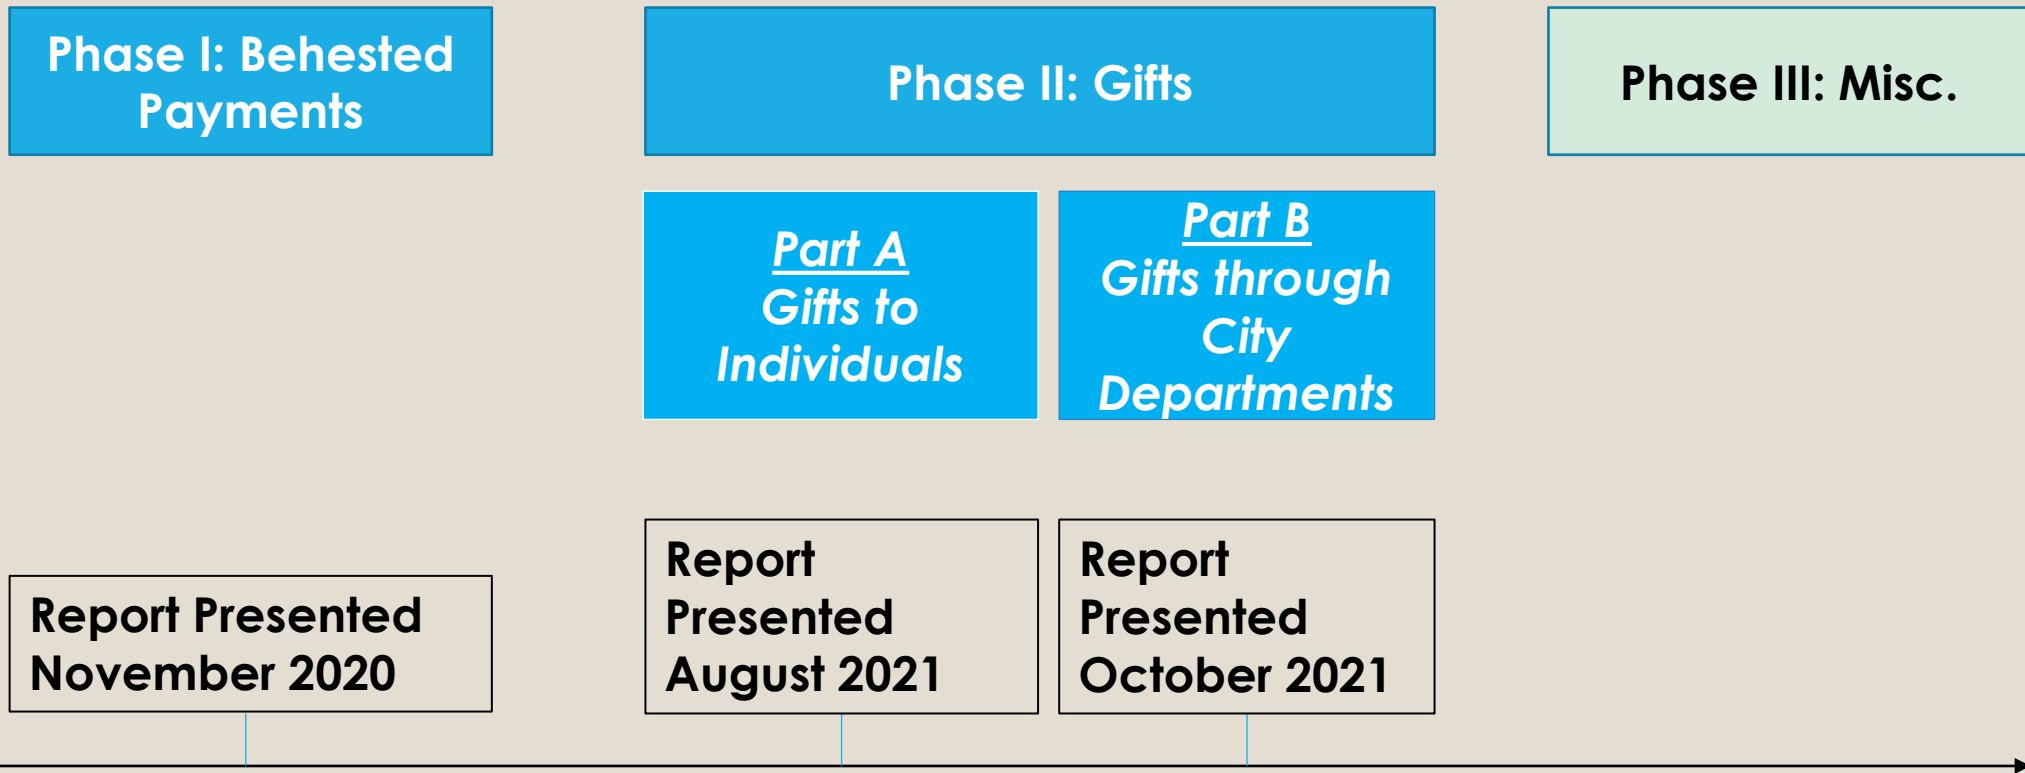 Phase I: Behested
Payments
Phase II: Gifts
Phase III: Misc.
Part A
Gifts to
Individuals
Part B
Gifts through
City
Departments
Report Presented
November 2020
Report
Presented
August 2021
Report
Presented
October 2021